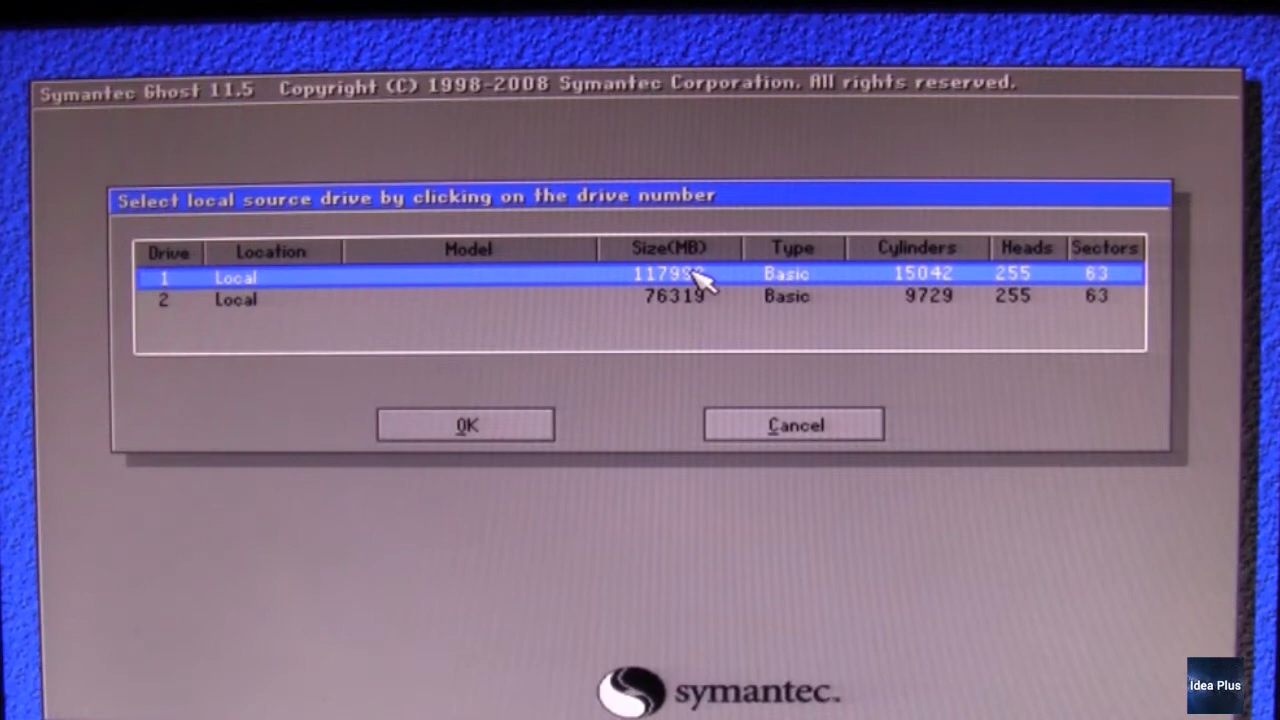 Symantec Ghost 11.5   Copyright (C) 1998-2008 Symantec Corporation. All rights reserved.
Select local source drive by clicking on the drive number
Drive Location Model Size(MB) Type Cylinders Heads Sectors
1 Local Basic 15042 255 63
2 Local 76319 Basic 9729 255 63
OK Cancel
symantec.
Idea Plus